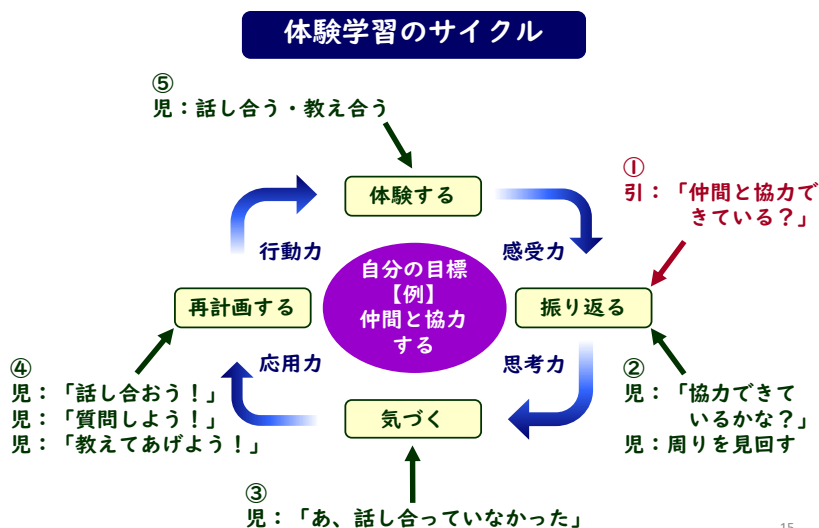 体験学習のサイクル
⑤
児：話し合う・教え合う
①
引：「仲間と協力で
きている？」
体験する
行動力
感受力
自分の目標
【例】
仲間と協力
する
再計画する
振り返る
応用力
思考力
④
児：「話し合おう！」
児：「質問しよう！」
児：「教えてあげよう！」
②
児：「協力できて
いるかな？」
児：周りを見回す
気づく
③
児：「あ、話し合っていなかった」
15